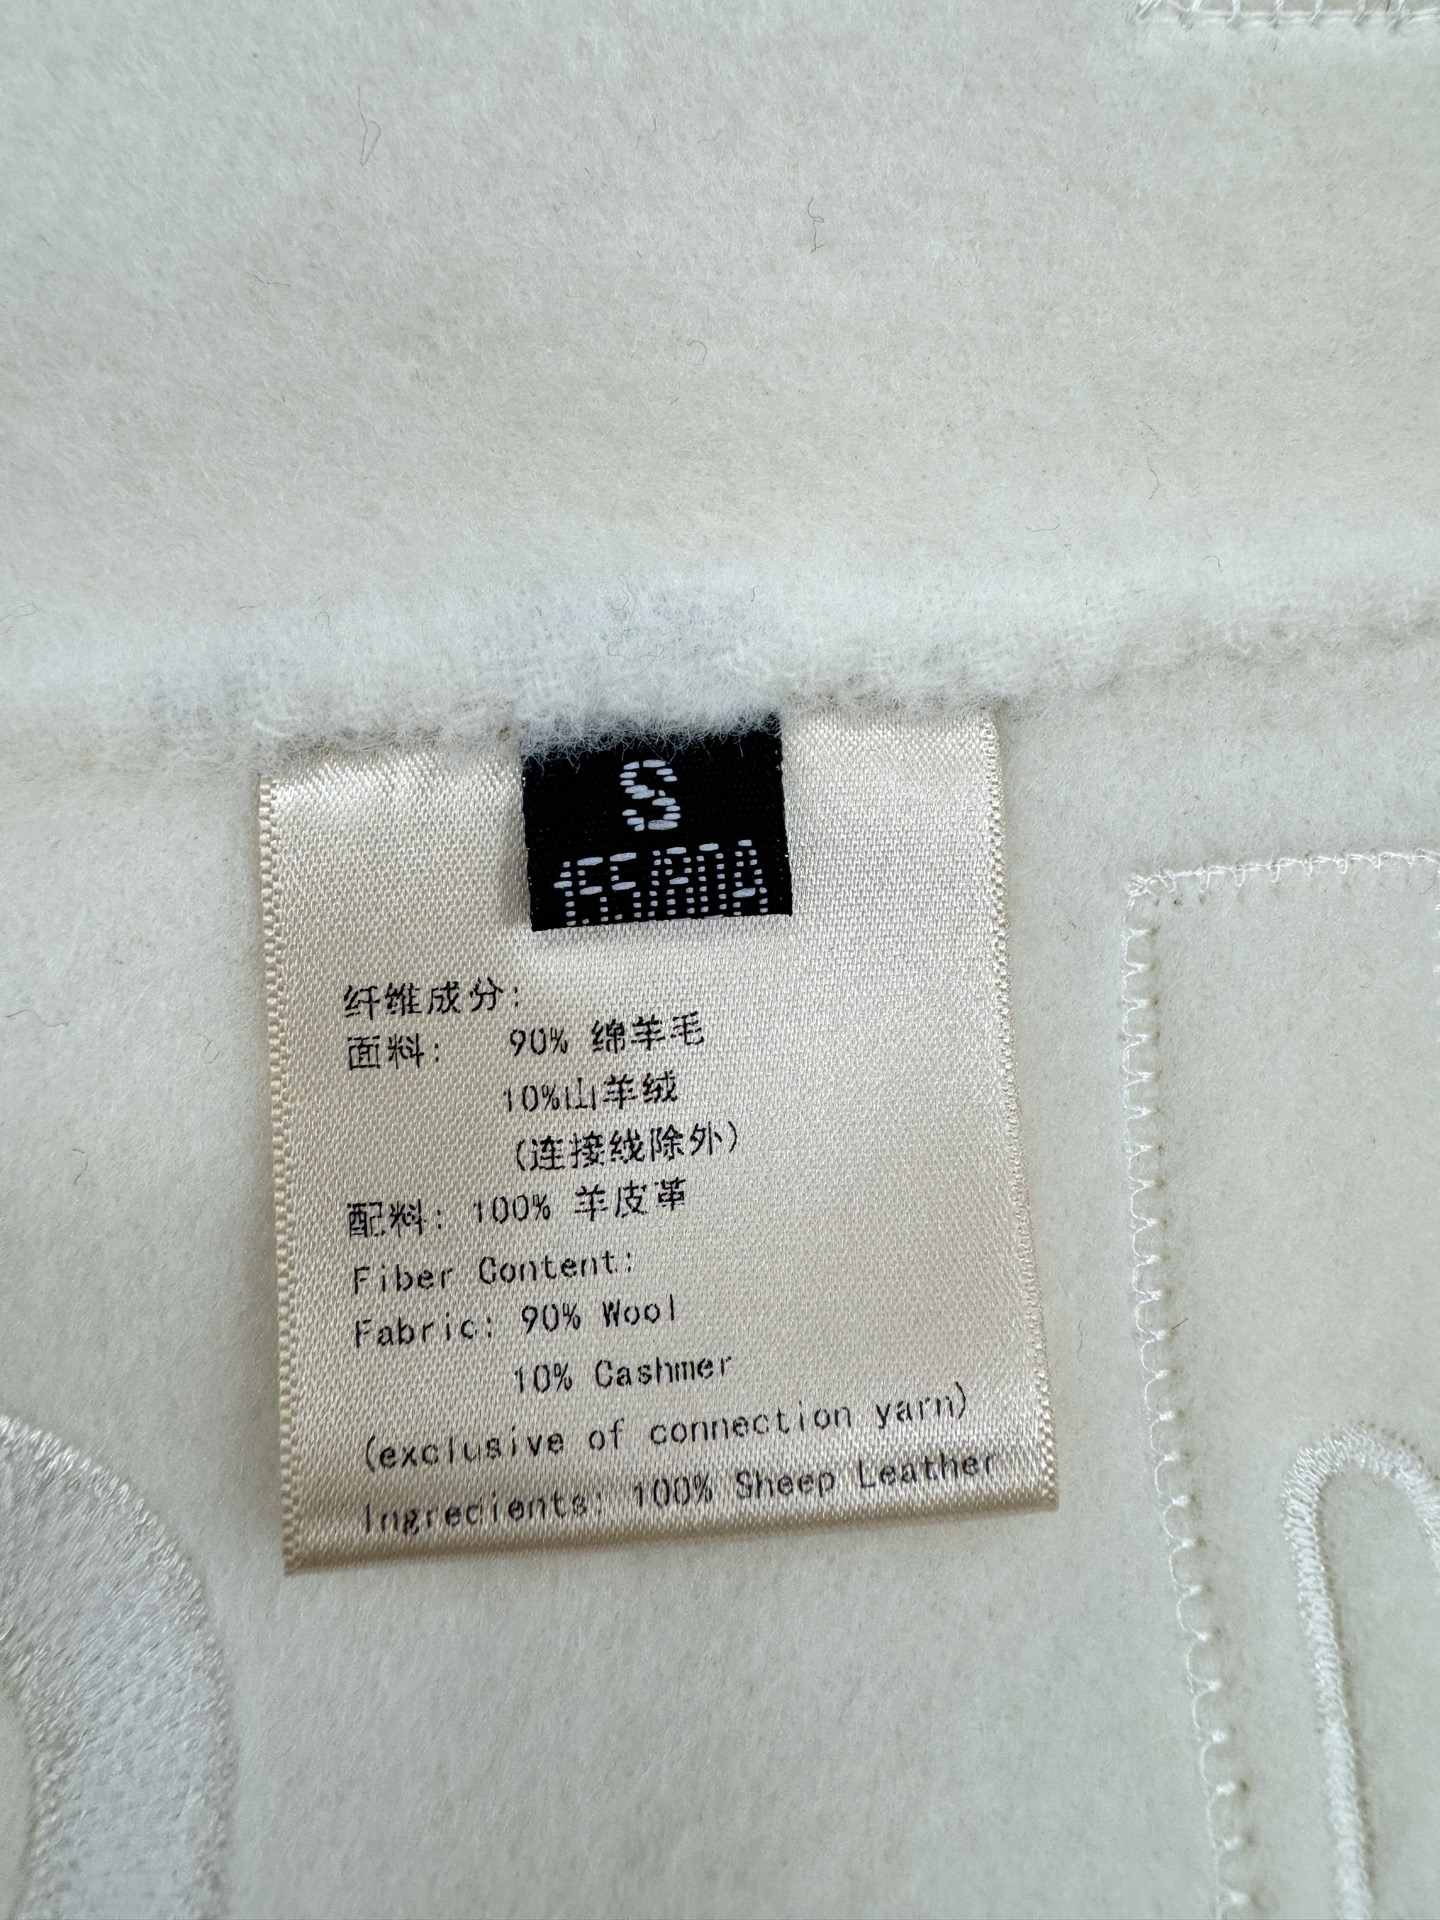 S
155/80A
纤维成分:
面料: 90% 绵羊毛
10%山羊绒
(连接线除外)
配料: 100% 羊皮革
Fiber Content:
Fabric: 90% Wool
10% Cashmer
(exclusive of connection yarn)
Ingredients: 100% Sheep Leather